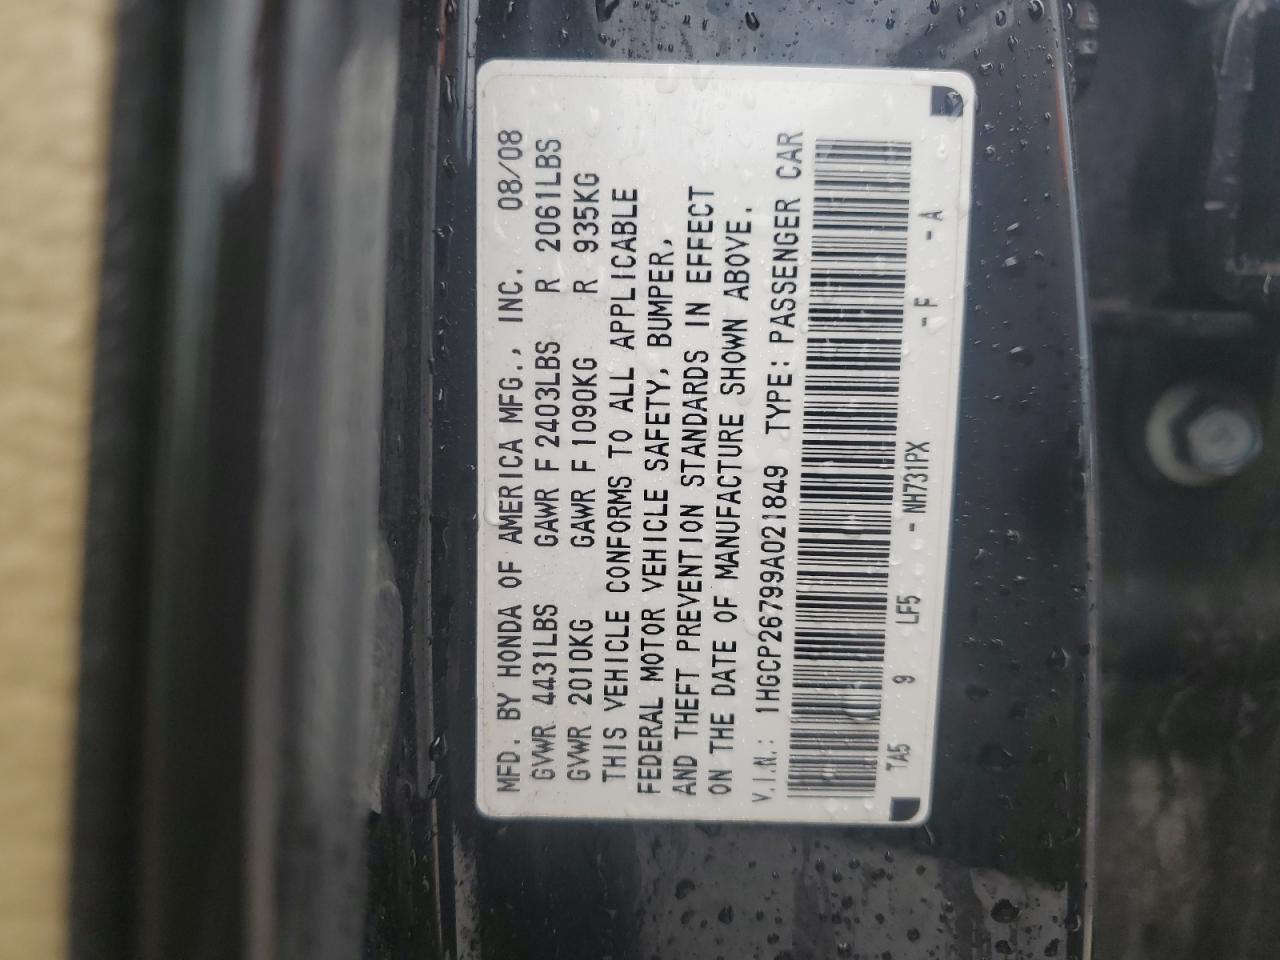 MFD. BY HONDA OF AMERICA MFG., INC. 08/08
GVWR 4431LBS GAWR F 2403LBS R 2061LBS
GVWR 2010KG GAWR F 1090KG R 935KG
THIS VEHICLE CONFORMS TO ALL APPLICABLE
FEDERAL MOTOR VEHICLE SAFETY, BUMPER,
AND THEFT PREVENTION STANDARDS IN EFFECT
ON THE DATE OF MANUFACTURE SHOWN ABOVE.
V.I.N.: 1HGCP26799A021849 TYPE: PASSENGER CAR
TA5 9 LF5 - NH731PX - F - A